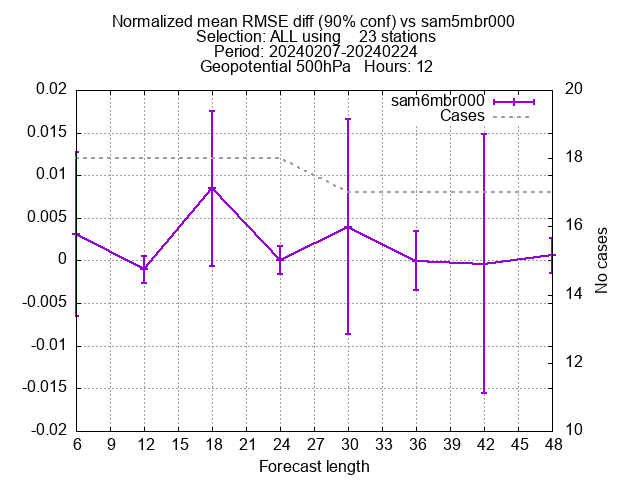 Normalized mean RMSE diff (90% conf) vs sam5mbr000
Selection: ALL using    23 stations
Period: 20240207-20240224
Geopotential 500hPa   Hours: 12
sam6mbr000
Cases
0.02
0.015
0.01
0.005
0
-0.005
-0.01
-0.015
-0.02
20
18
16
14
12
10
No cases
6 9 12 15 18 21 24 27 30 33 36 39 42 45 48
Forecast length